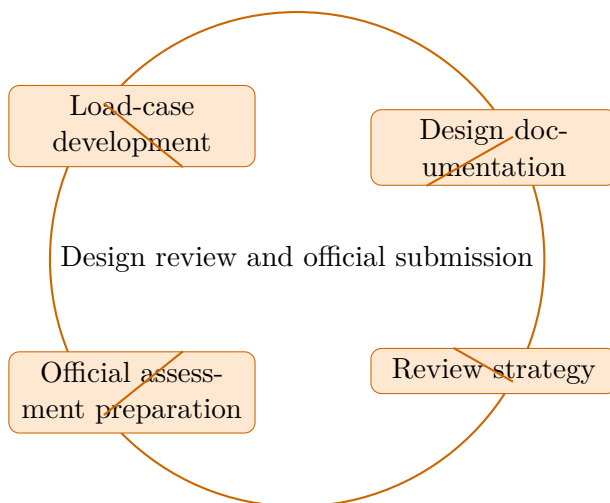 Load-case
development
Design doc-
umentation
Design review and official submission
Official assess-
ment preparation
Review strategy